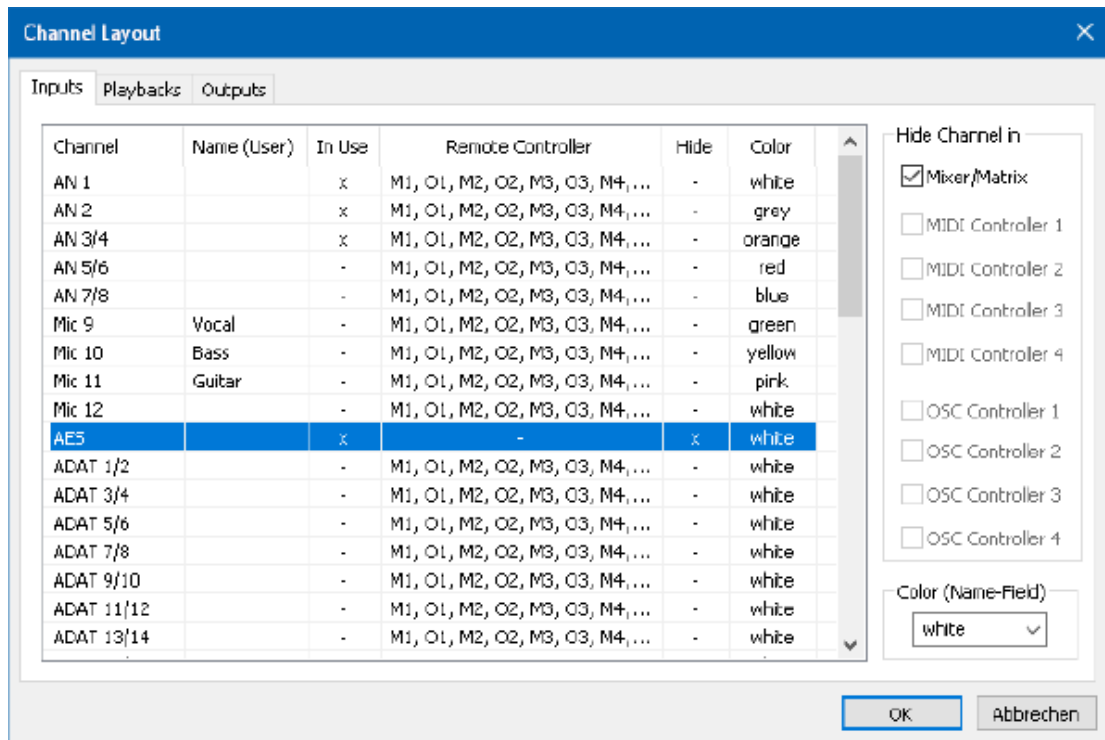 Channel Layout
Inputs Playbacks Outputs
Channel Name (User) In Use Remote Controller Hide Color
AN 1 x M1, O1, M2, O2, M3, O3, M4, ... - white
AN 2 x M1, O1, M2, O2, M3, O3, M4, ... - grey
AN 3/4 x M1, O1, M2, O2, M3, O3, M4, ... - orange
AN 5/6 - M1, O1, M2, O2, M3, O3, M4, ... - red
AN 7/8 - M1, O1, M2, O2, M3, O3, M4, ... - blue
Mic 9 Vocal - M1, O1, M2, O2, M3, O3, M4, ... - green
Mic 10 Bass - M1, O1, M2, O2, M3, O3, M4, ... - yellow
Mic 11 Guitar - M1, O1, M2, O2, M3, O3, M4, ... - pink
Mic 12 - M1, O1, M2, O2, M3, O3, M4, ... - white
AES x - x white
ADAT 1/2 - M1, O1, M2, O2, M3, O3, M4, ... - white
ADAT 3/4 - M1, O1, M2, O2, M3, O3, M4, ... - white
ADAT 5/6 - M1, O1, M2, O2, M3, O3, M4, ... - white
ADAT 7/8 - M1, O1, M2, O2, M3, O3, M4, ... - white
ADAT 9/10 - M1, O1, M2, O2, M3, O3, M4, ... - white
ADAT 11/12 - M1, O1, M2, O2, M3, O3, M4, ... - white
ADAT 13/14 - M1, O1, M2, O2, M3, O3, M4, ... - white
Hide Channel in
Mixer/Matrix
MIDI Controller 1
MIDI Controller 2
MIDI Controller 3
MIDI Controller 4
OSC Controller 1
OSC Controller 2
OSC Controller 3
OSC Controller 4
Color (Name-Field)
white
OK Abbrechen